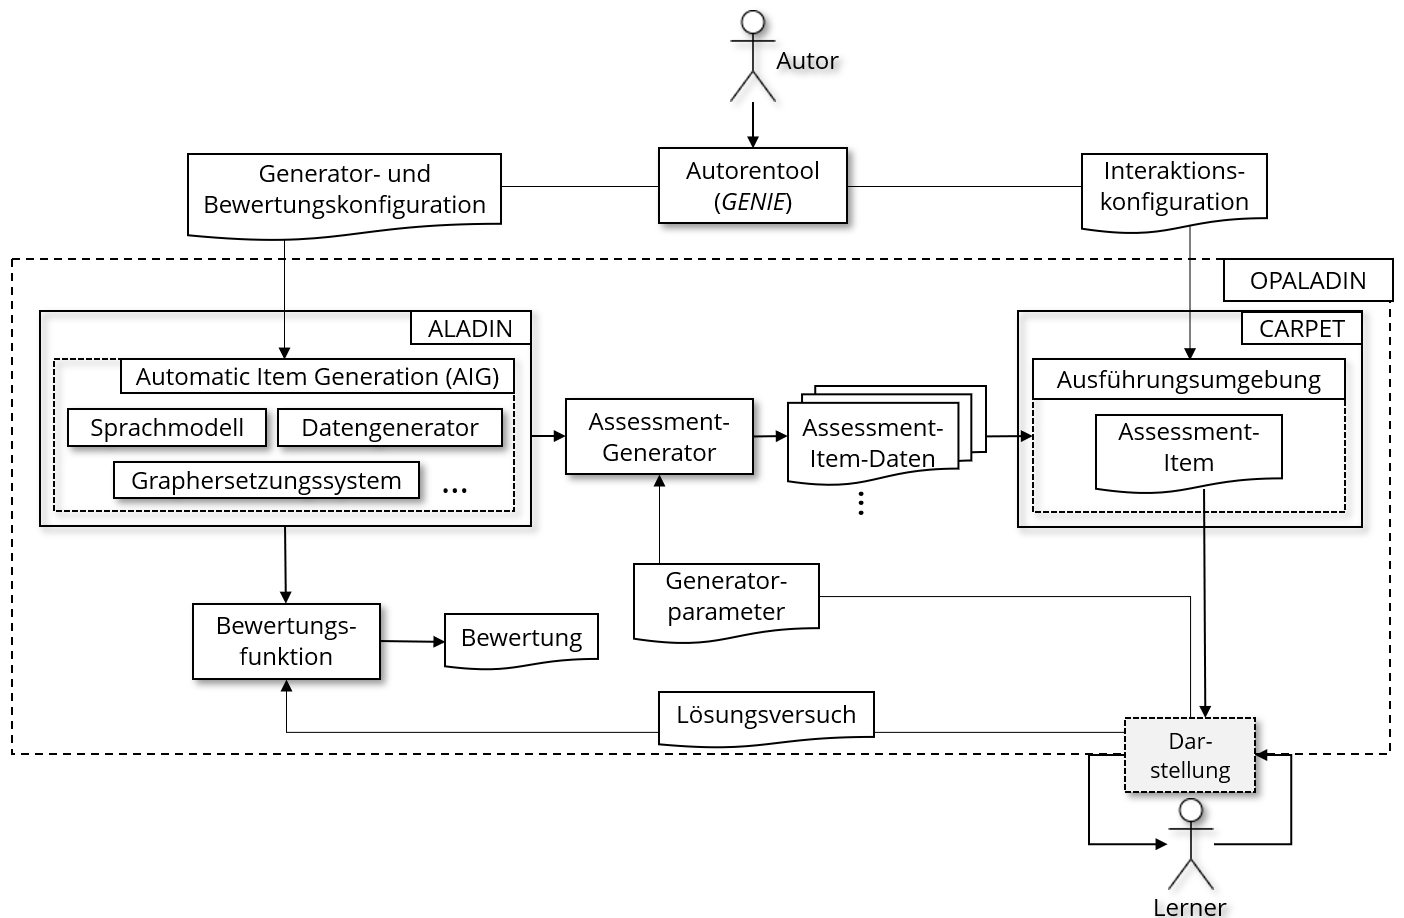 Autor
Generator- und
Bewertungskonfiguration
Autorentool
(GENIE)
Interaktions-
konfiguration
OPALADIN
ALADIN
CARPET
Automatic Item Generation (AIG)
Sprachmodell
Datengenerator
Graphersetzungssystem
...
Assessment-
Generator
Assessment-
Item-Daten
Ausführungsumgebung
Assessment-
Item
Generator-
parameter
Bewertungs-
funktion
Bewertung
Lösungsversuch
Dar-
stellung
Lerner